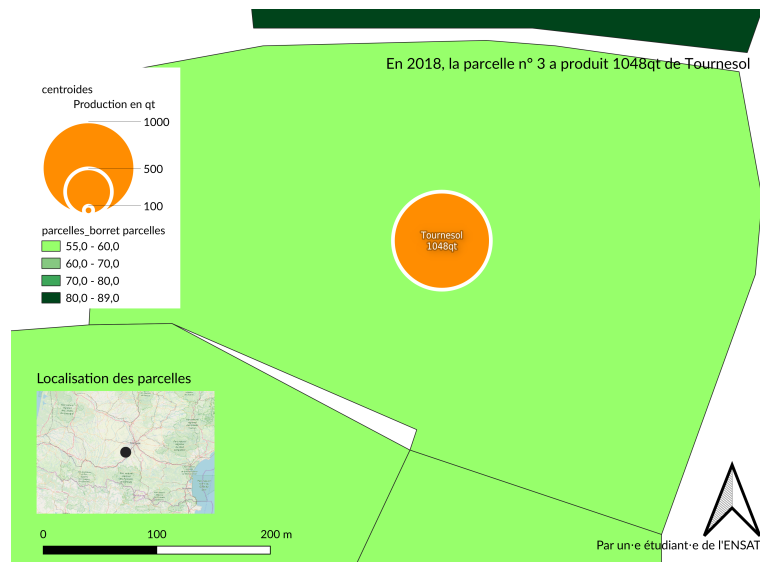 En 2018, la parcelle n° 3 a produit 1048qt de Tournesol
centroides
Production en qt
1000
500
100
parcelles_borret parcelles
55,0 - 60,0
60,0 - 70,0
70,0 - 80,0
80,0 - 89,0
Tournesol
1048qt
Localisation des parcelles
0 100 200 m
Par un·e étudiant·e de l'ENSAT